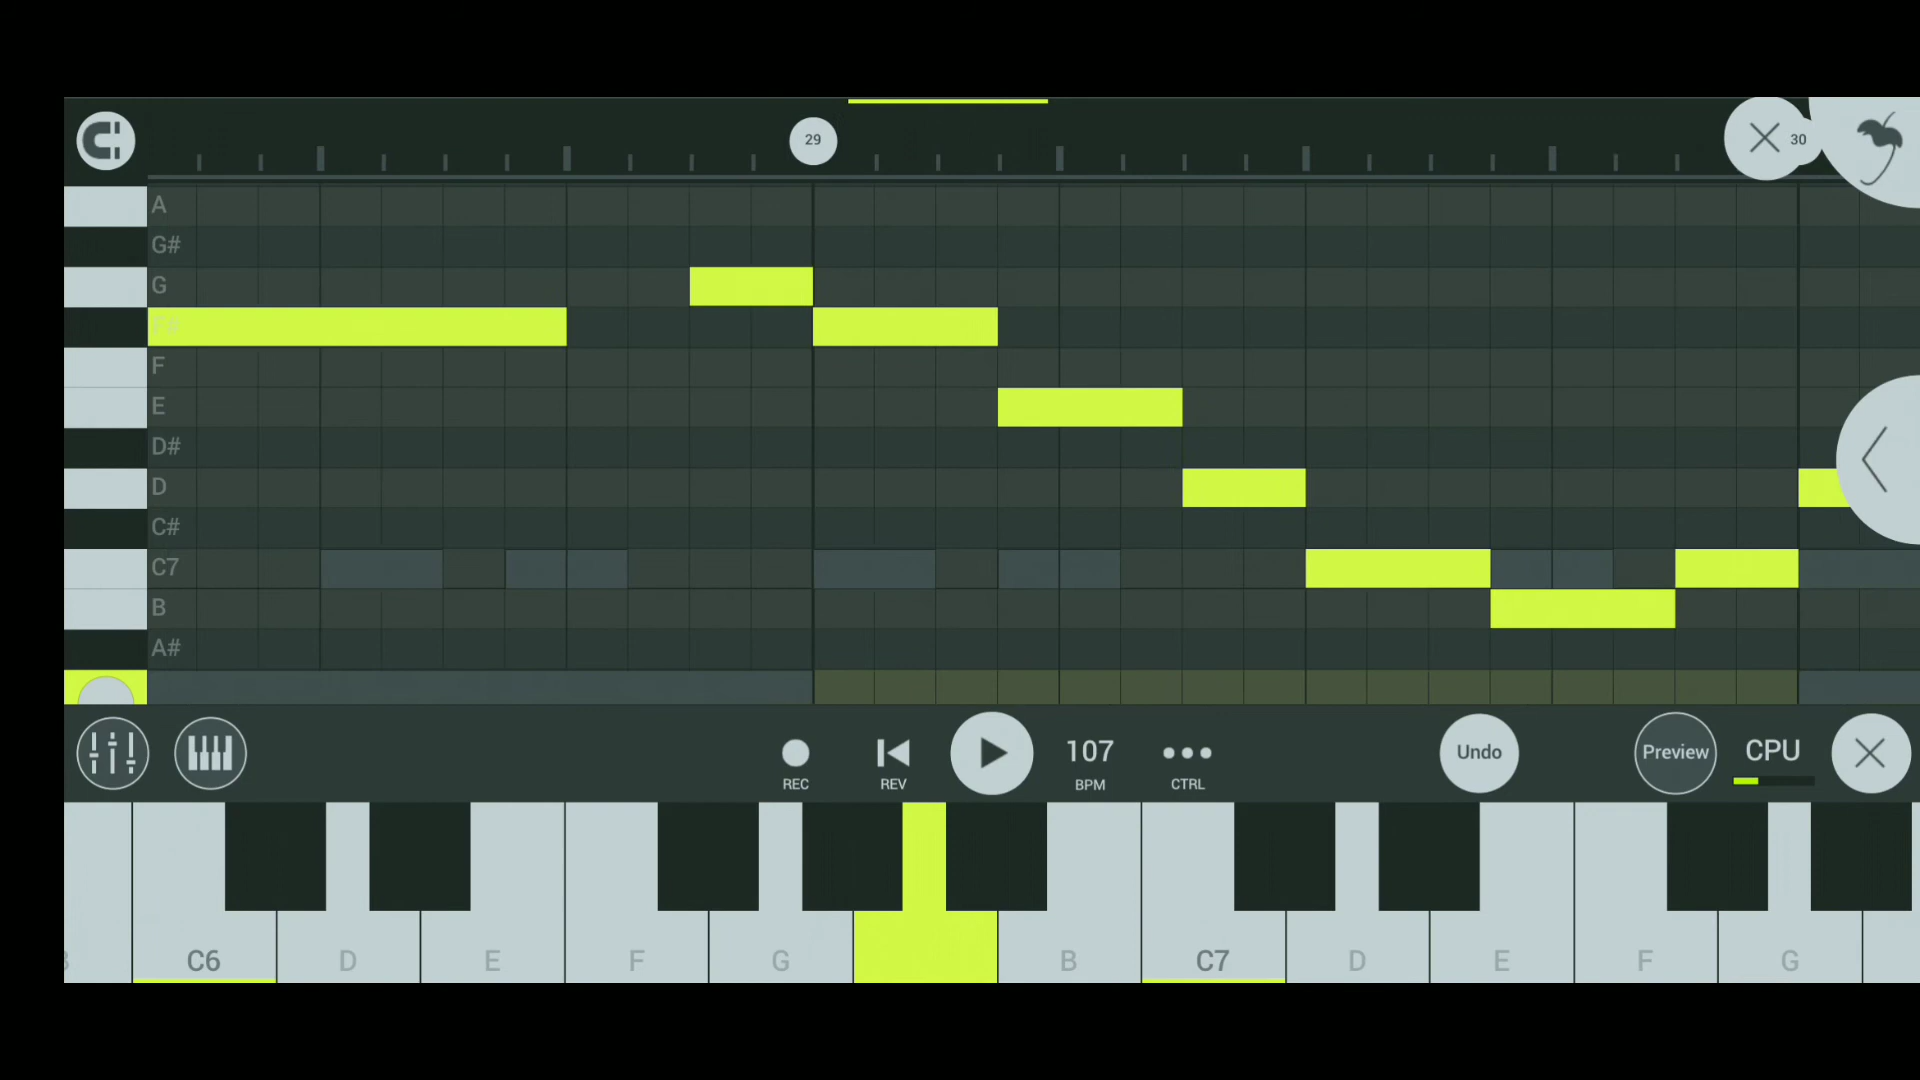 29
30
A
G#
G
F#
F
E
D#
D
C#
C7
B
A#
REC
REV
107
BPM
CTRL
Undo
Preview
CPU
C6 D E F G B C7 D E F G